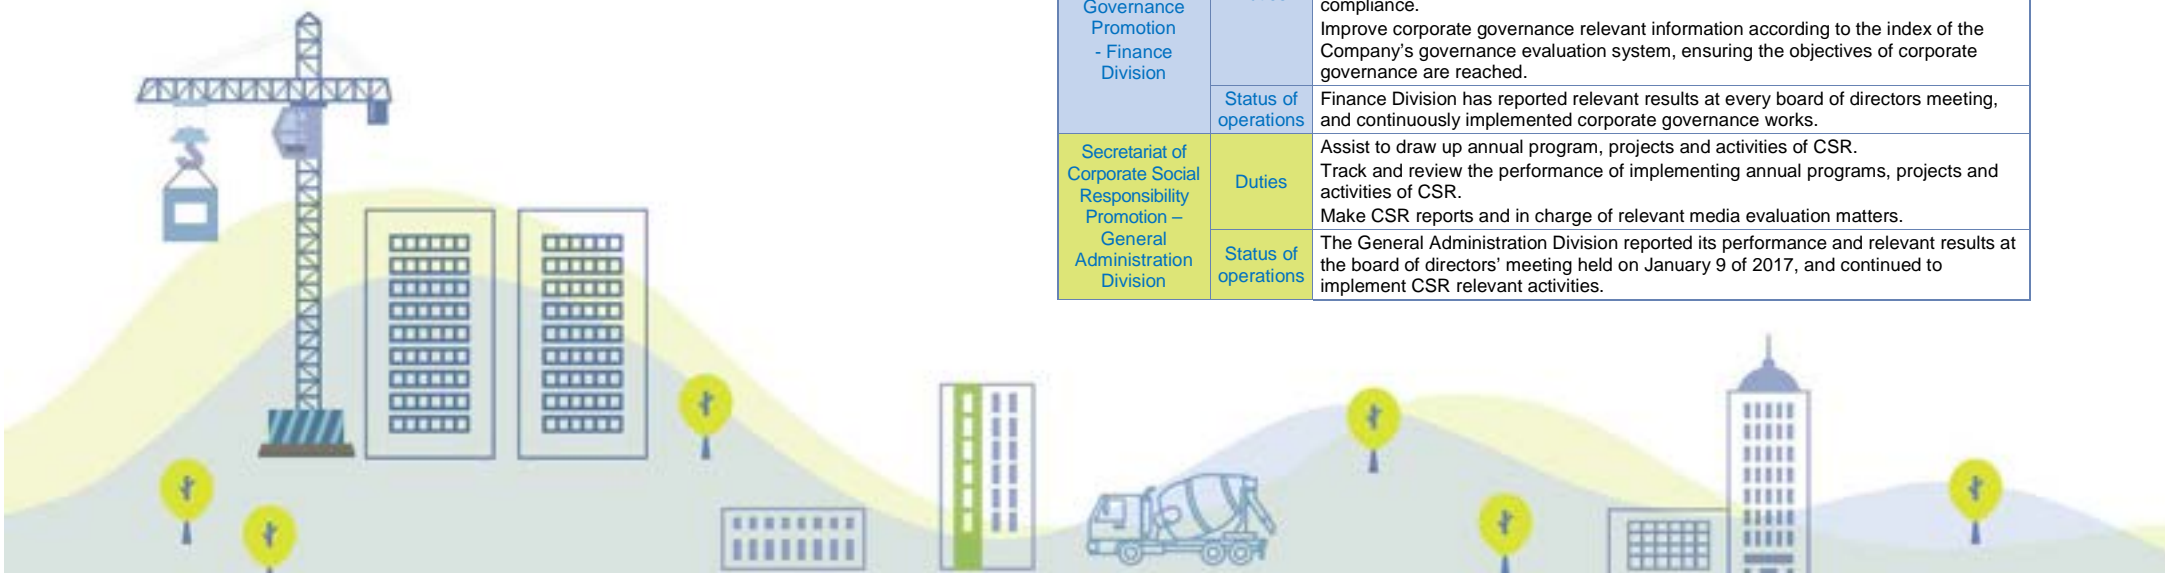 Governance
Promotion
- Finance
Division
compliance.
Improve corporate governance relevant information according to the index of the
Company's governance evaluation system, ensuring the objectives of corporate
governance are reached.
Status of
operations
Finance Division has reported relevant results at every board of directors meeting,
and continuously implemented corporate governance works.
Secretariat of
Corporate Social
Responsibility
Promotion –
General
Administration
Division
Duties
Assist to draw up annual program, projects and activities of CSR.
Track and review the performance of implementing annual programs, projects and
activities of CSR.
Make CSR reports and in charge of relevant media evaluation matters.
Status of
operations
The General Administration Division reported its performance and relevant results at
the board of directors' meeting held on January 9 of 2017, and continued to
implement CSR relevant activities.